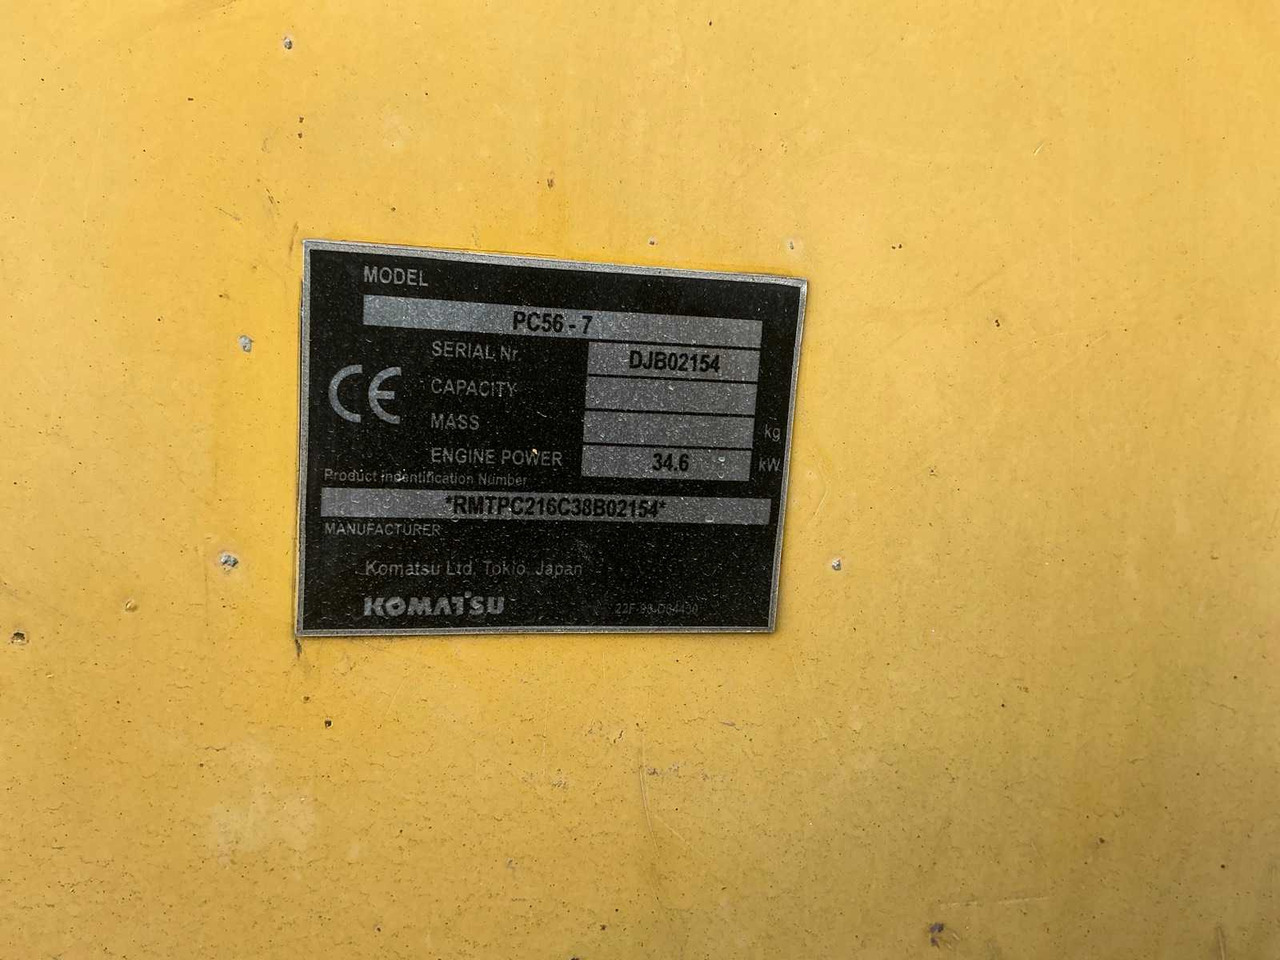 MODEL
PC56 - 7
SERIAL Nr. DJB02154
CE
CAPACITY
MASS kg
ENGINE POWER 34.6 kW
Product Indentification Number
*RMTPC216C38B02154*
MANUFACTURER
Komatsu Ltd. Tokio, Japan
KOMATSU